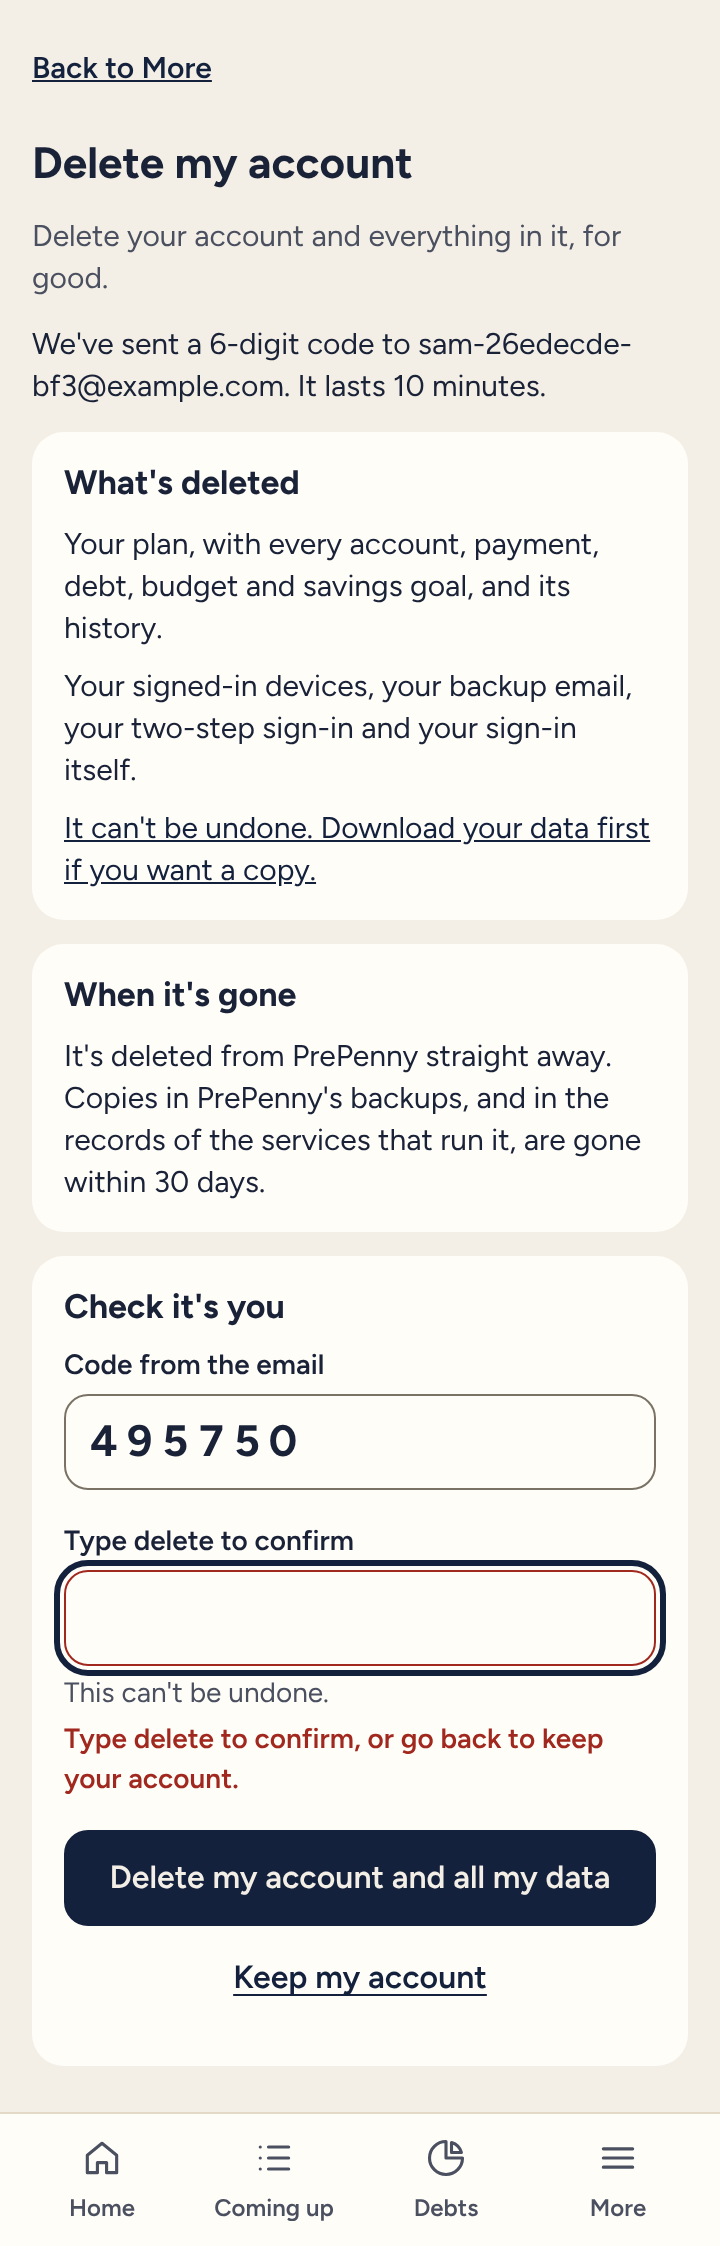 Back to More
Delete my account
Delete your account and everything in it, for
good.
We've sent a 6-digit code to sam-26edecde-
bf3@example.com. It lasts 10 minutes.
What's deleted
Your plan, with every account, payment,
debt, budget and savings goal, and its
history.
Your signed-in devices, your backup email,
your two-step sign-in and your sign-in
itself.
It can't be undone. Download your data first
if you want a copy.
When it's gone
It's deleted from PrePenny straight away.
Copies in PrePenny's backups, and in the
records of the services that run it, are gone
within 30 days.
Check it's you
Code from the email
495750
Type delete to confirm
This can't be undone.
Type delete to confirm, or go back to keep
your account.
Delete my account and all my data
Keep my account
Home
Coming up
Debts
More